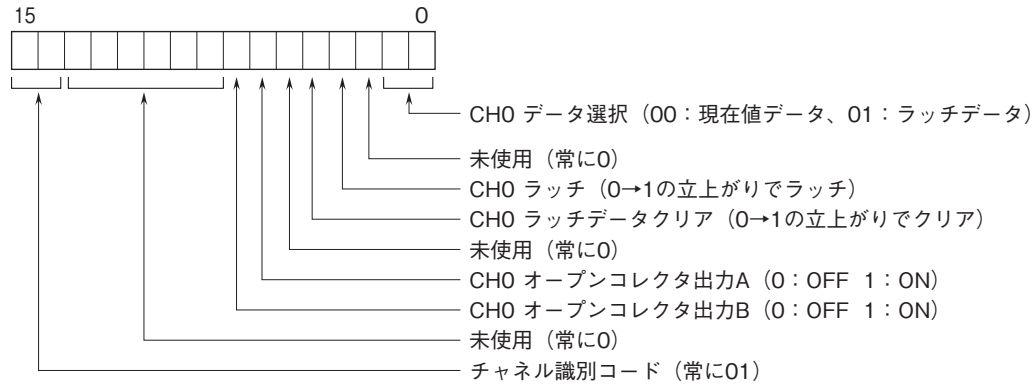 15 0
CH0 データ選択（00：現在値データ、01：ラッチデータ）
未使用（常に0）
CH0 ラッチ（0→1の立上がりでラッチ）
CH0 ラッチデータクリア（0→1の立上がりでクリア）
未使用（常に0）
CH0 オープンコレクタ出力A（0：OFF 1：ON）
CH0 オープンコレクタ出力B（0：OFF 1：ON）
未使用（常に0）
チャネル識別コード（常に01）